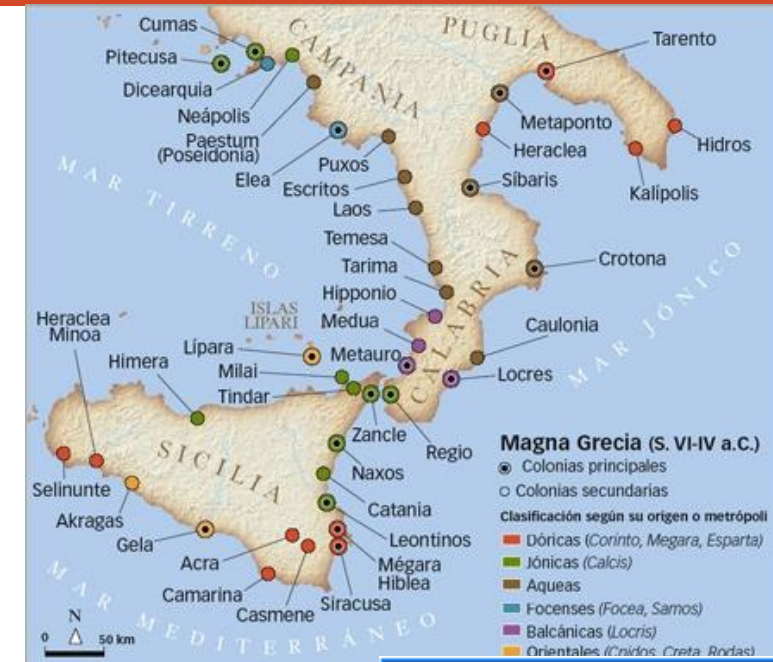 Cumas
PUGLIA
Tarento
Pitecusa
CAMPANIA
Dicearquia
Neápolis
Metaponto
Paestum
(Poseidonia)
Heraclea
Hidros
Puxos
Elea
Síbaris
Kalípolis
Escritos
Laos
MAR TIRRENO
Temesa
Crotona
Tarima
CALABRIA
Hipponio
MAR JÓNICO
ISLAS
LIPARI
Heraclea
Minoa
Medua
Caulonia
Lípara
Metauro
Himera
Milai
Locres
Tindar
Zancle
Regio
SICILIA
Naxos
Selinunte
Catania
Akragas
Leontinos
Gela
Acra
Mégara
Hiblea
Camarina
Siracusa
Casmene
MAR MEDITERRÁNEO
N
0 50 km
Magna Grecia (S. VI-IV a.C.)
Colonias principales
Colonias secundarias
Clasificación según su origen o metrópoli
Dóricas (Corinto, Megara, Esparta)
Jónicas (Calcis)
Aqueas
Focenses (Focea, Samos)
Balcánicas (Locris)
Orientales (Cnidos, Creta, Rodas)